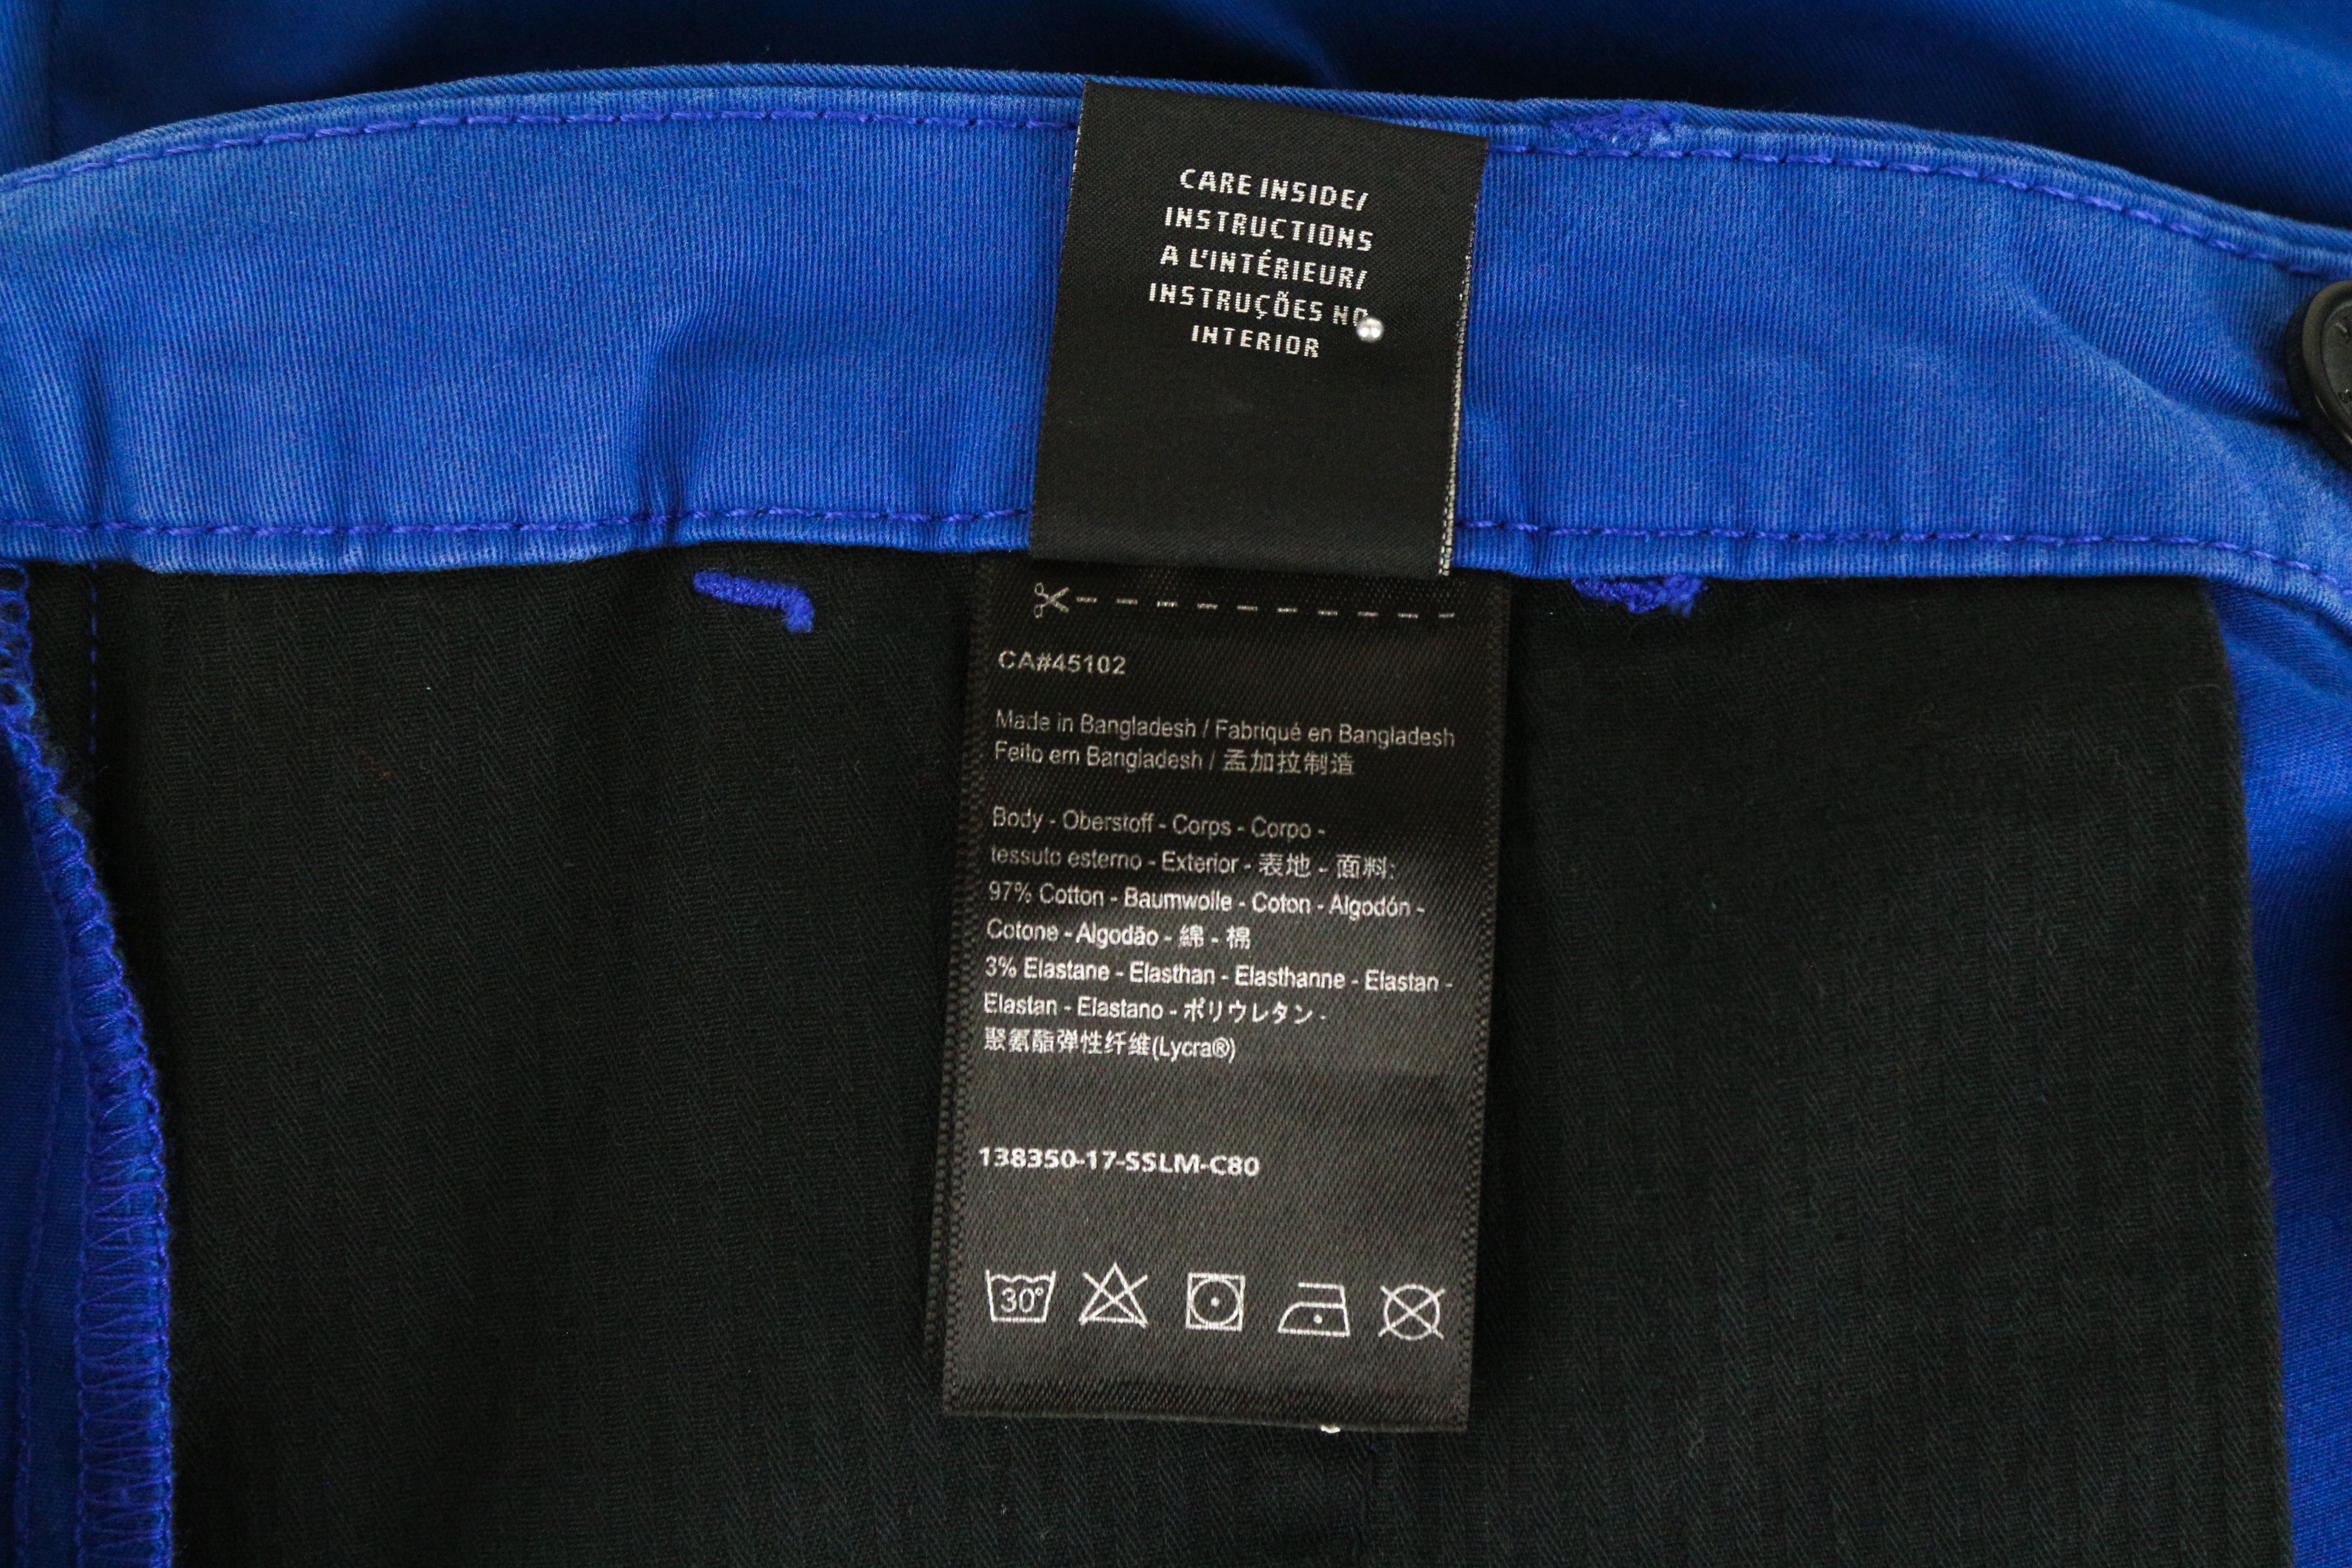 CARE INSIDE/
INSTRUCTIONS
A L'INTÉRIEUR/
INSTRUÇÕES NO
INTERIOR
CA#45102
Made in Bangladesh / Fabriqué en Bangladesh
Feito em Bangladesh / 孟加拉制造
Body - Oberstoff - Corps - Corpo -
tessuto esterno - Exterior - 表地 - 面料:
97% Cotton - Baumwolle - Coton - Algodón -
Cotone - Algodão - 綿 - 棉
3% Elastane - Elasthan - Elasthanne - Elastan -
Elastan - Elastano - ポリウレタン -
聚氨酯弹性纤维(Lycra®)
138350-17-SSLM-C80
30°